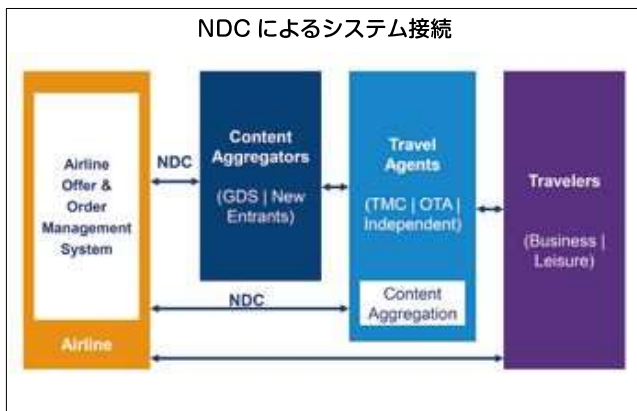 NDC によるシステム接続
Airline
Offer &
Order
Management
System
Airline
NDC
Content
Aggregators
(GDS | New
Entrants)
NDC
Travel
Agents
(TMC | OTA |
Independent)
Content
Aggregation
Travelers
(Business |
Leisure)